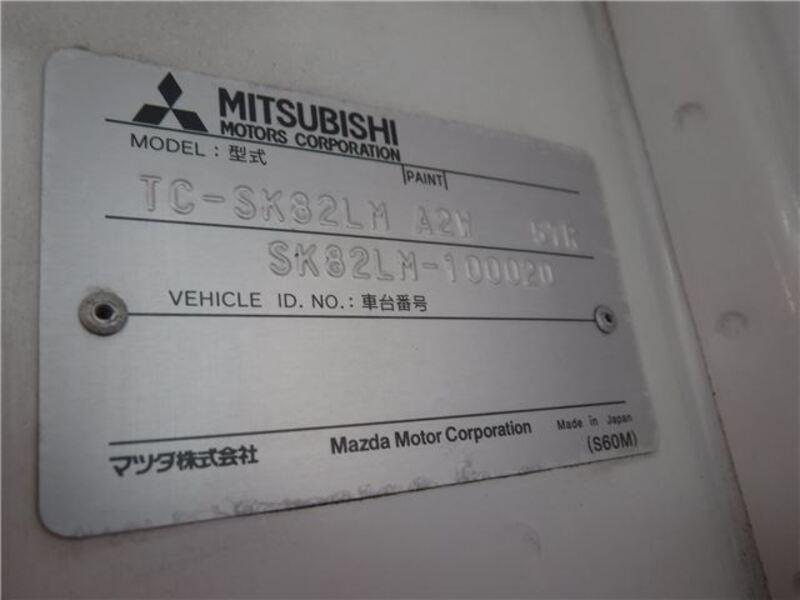 MITSUBISHI
MOTORS CORPORATION
MODEL : 型式
PAINT
TC-SK82LM A2W 51K
SK82LM-100020
VEHICLE ID. NO. : 車台番号
マツダ株式会社 Mazda Motor Corporation Made in Japan
(S60M)